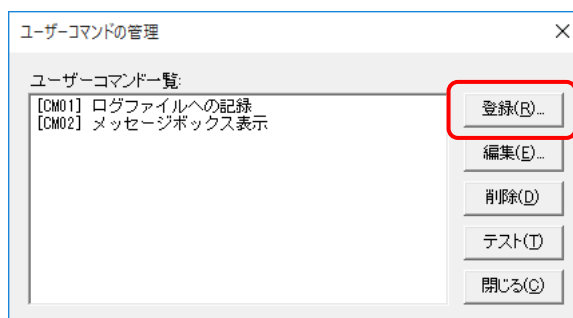 ユーザーコマンドの管理
ユーザーコマンド一覧:
[CM01] ログファイルへの記録
[CM02] メッセージボックス表示
登録(R)...
編集(E)...
削除(D)
テスト(T)
閉じる(C)